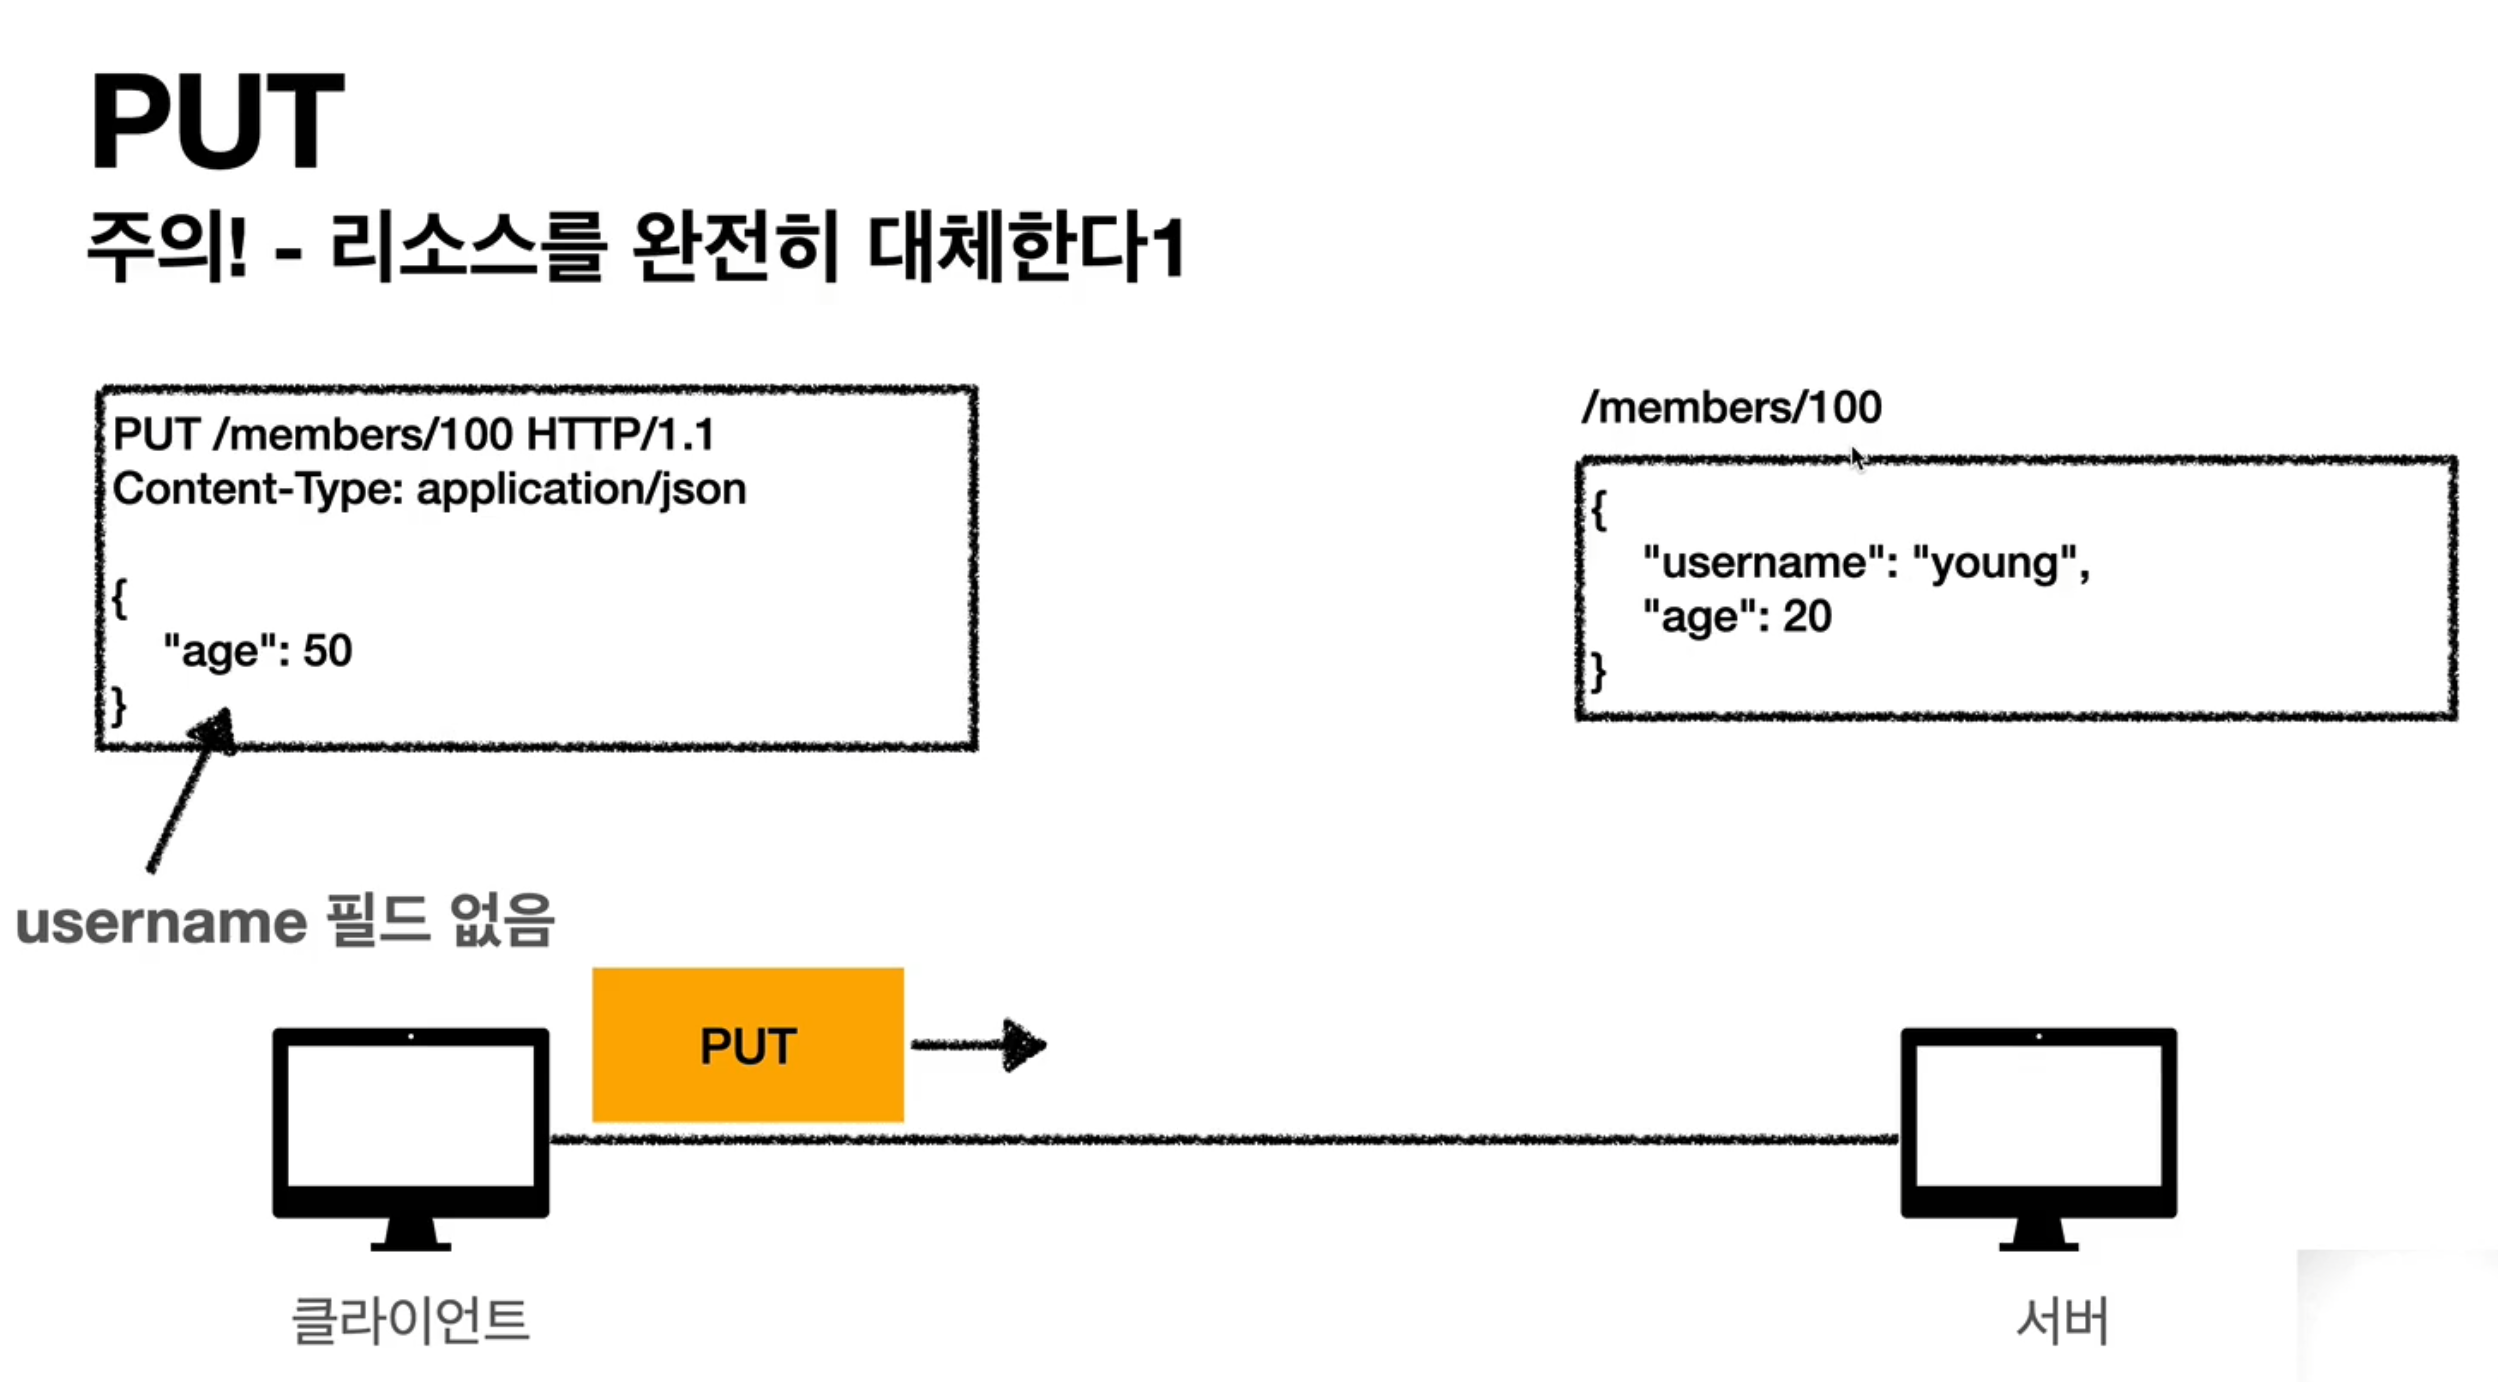 PUT
주의! - 리소스를 완전히 대체한다1
PUT /members/100 HTTP/1.1
Content-Type: application/json
{
"age": 50
}
username 필드 없음
/members/100
{
"username": "young",
"age": 20
}
PUT
클라이언트
서버